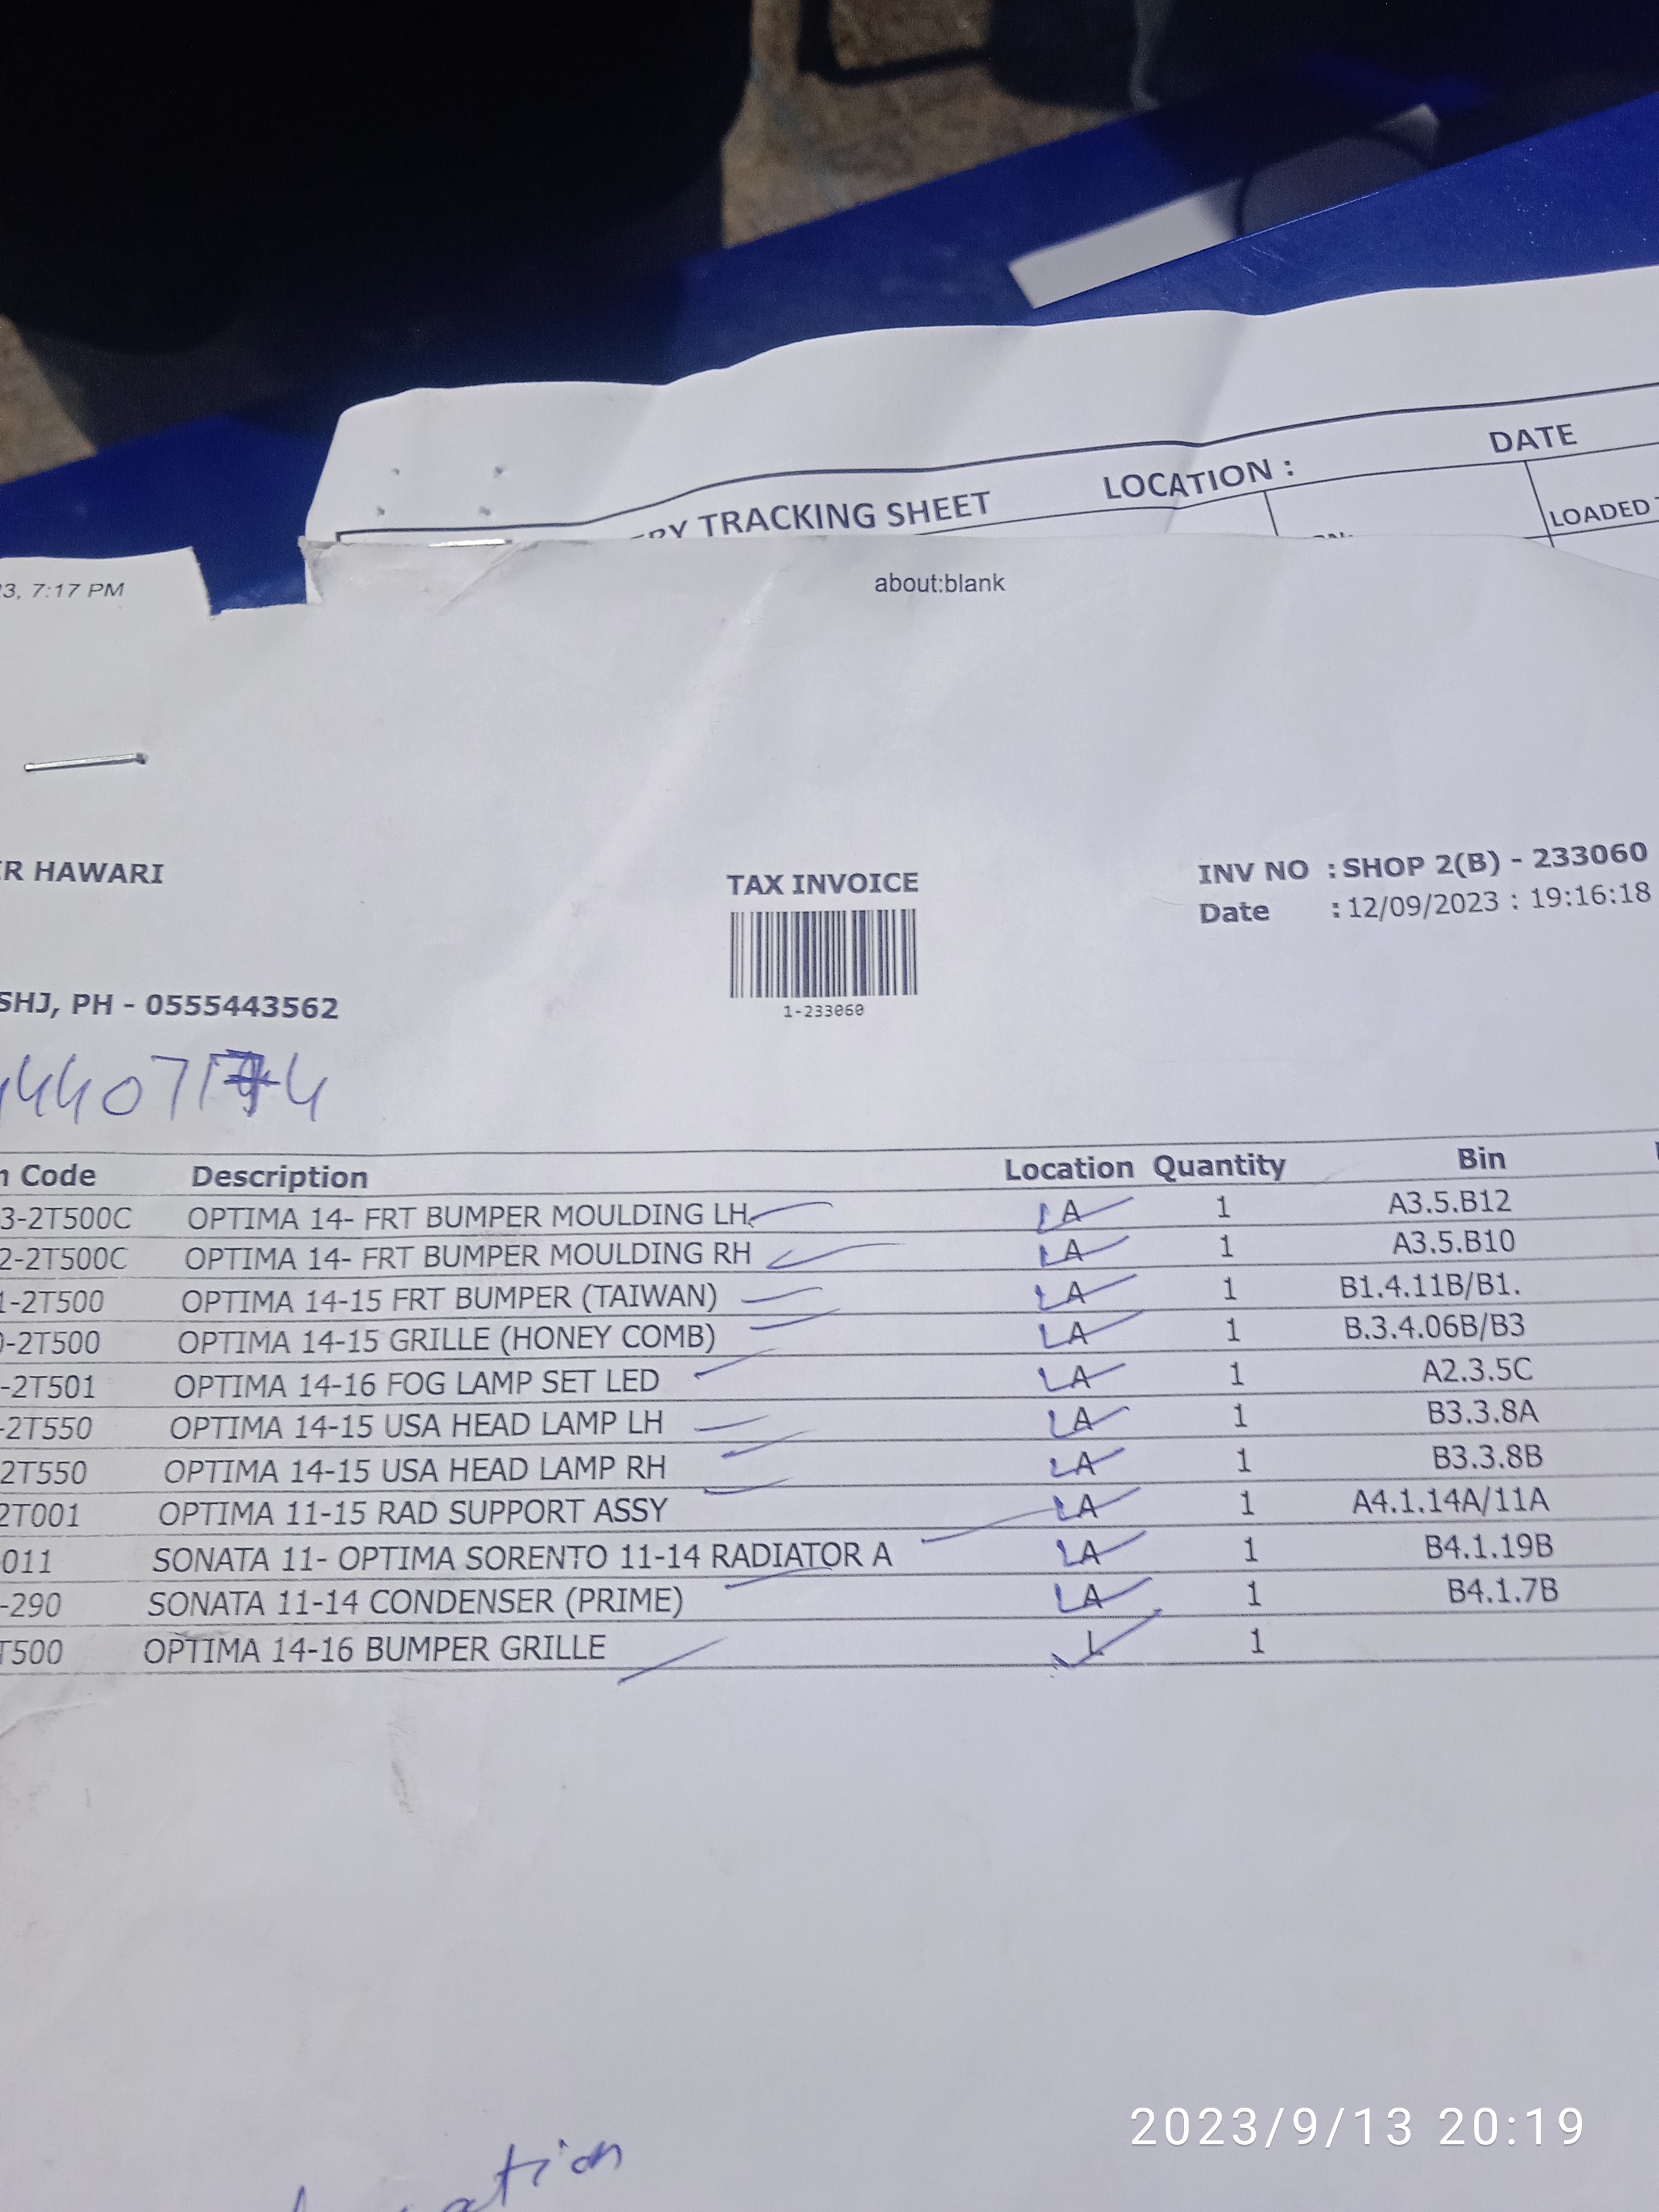 TRACKING SHEET LOCATION : DATE
LOADED
3, 7:17 PM about:blank
R HAWARI TAX INVOICE INV NO : SHOP 2(B) - 233060
Date : 12/09/2023 : 19:16:18
1-233060
SHJ, PH - 0555443562
Code Description Location Quantity Bin
3-2T500C OPTIMA 14- FRT BUMPER MOULDING LH LA 1 A3.5.B12
2-2T500C OPTIMA 14- FRT BUMPER MOULDING RH LA 1 A3.5.B10
1-2T500 OPTIMA 14-15 FRT BUMPER (TAIWAN) LA 1 B1.4.11B/B1.
-2T500 OPTIMA 14-15 GRILLE (HONEY COMB) LA 1 B.3.4.06B/B3
-2T501 OPTIMA 14-16 FOG LAMP SET LED LA 1 A2.3.5C
-2T550 OPTIMA 14-15 USA HEAD LAMP LH LA 1 B3.3.8A
2T550 OPTIMA 14-15 USA HEAD LAMP RH LA 1 B3.3.8B
2T001 OPTIMA 11-15 RAD SUPPORT ASSY LA 1 A4.1.14A/11A
011 SONATA 11- OPTIMA SORENTO 11-14 RADIATOR A LA 1 B4.1.19B
-290 SONATA 11-14 CONDENSER (PRIME) LA 1 B4.1.7B
T500 OPTIMA 14-16 BUMPER GRILLE L 1
2023/9/13 20:19